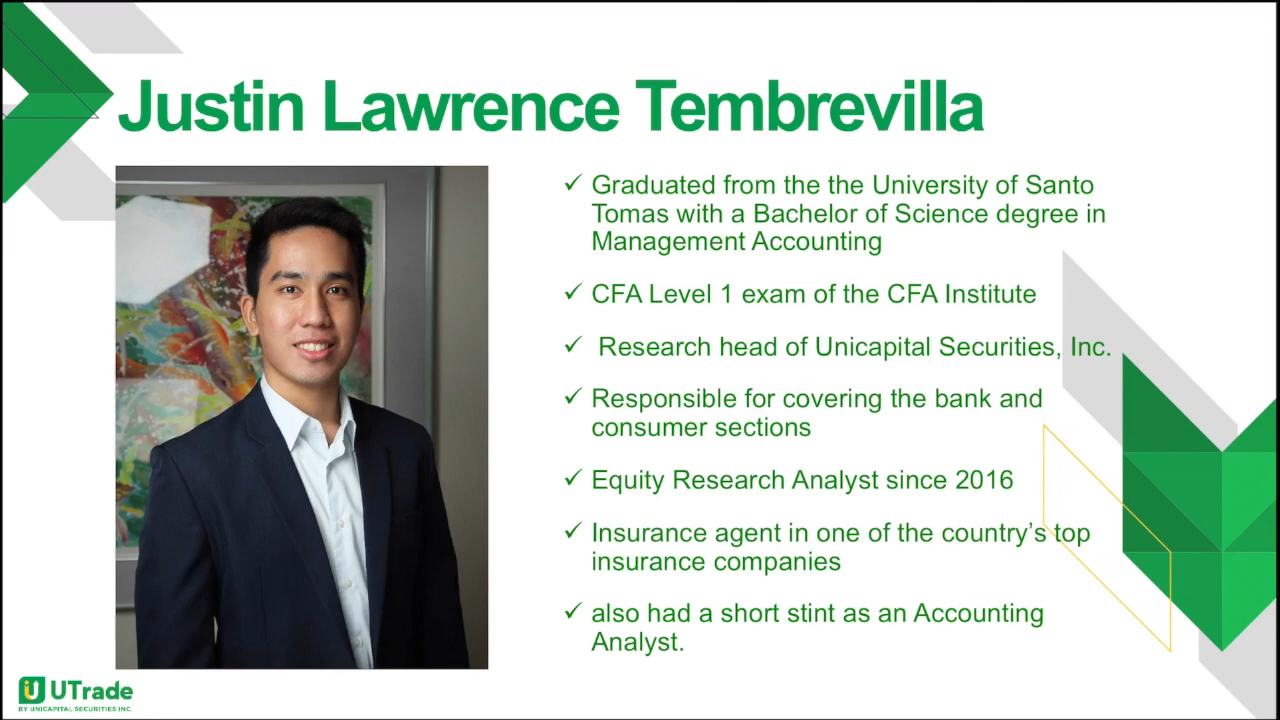 Justin Lawrence Tembrevilla
✓ Graduated from the the University of Santo
Tomas with a Bachelor of Science degree in
Management Accounting
✓ CFA Level 1 exam of the CFA Institute
✓ Research head of Unicapital Securities, Inc.
✓ Responsible for covering the bank and
consumer sections
✓ Equity Research Analyst since 2016
✓ Insurance agent in one of the country’s top
insurance companies
✓ also had a short stint as an Accounting
Analyst.
UTrade
BY UNICAPITAL SECURITIES INC.